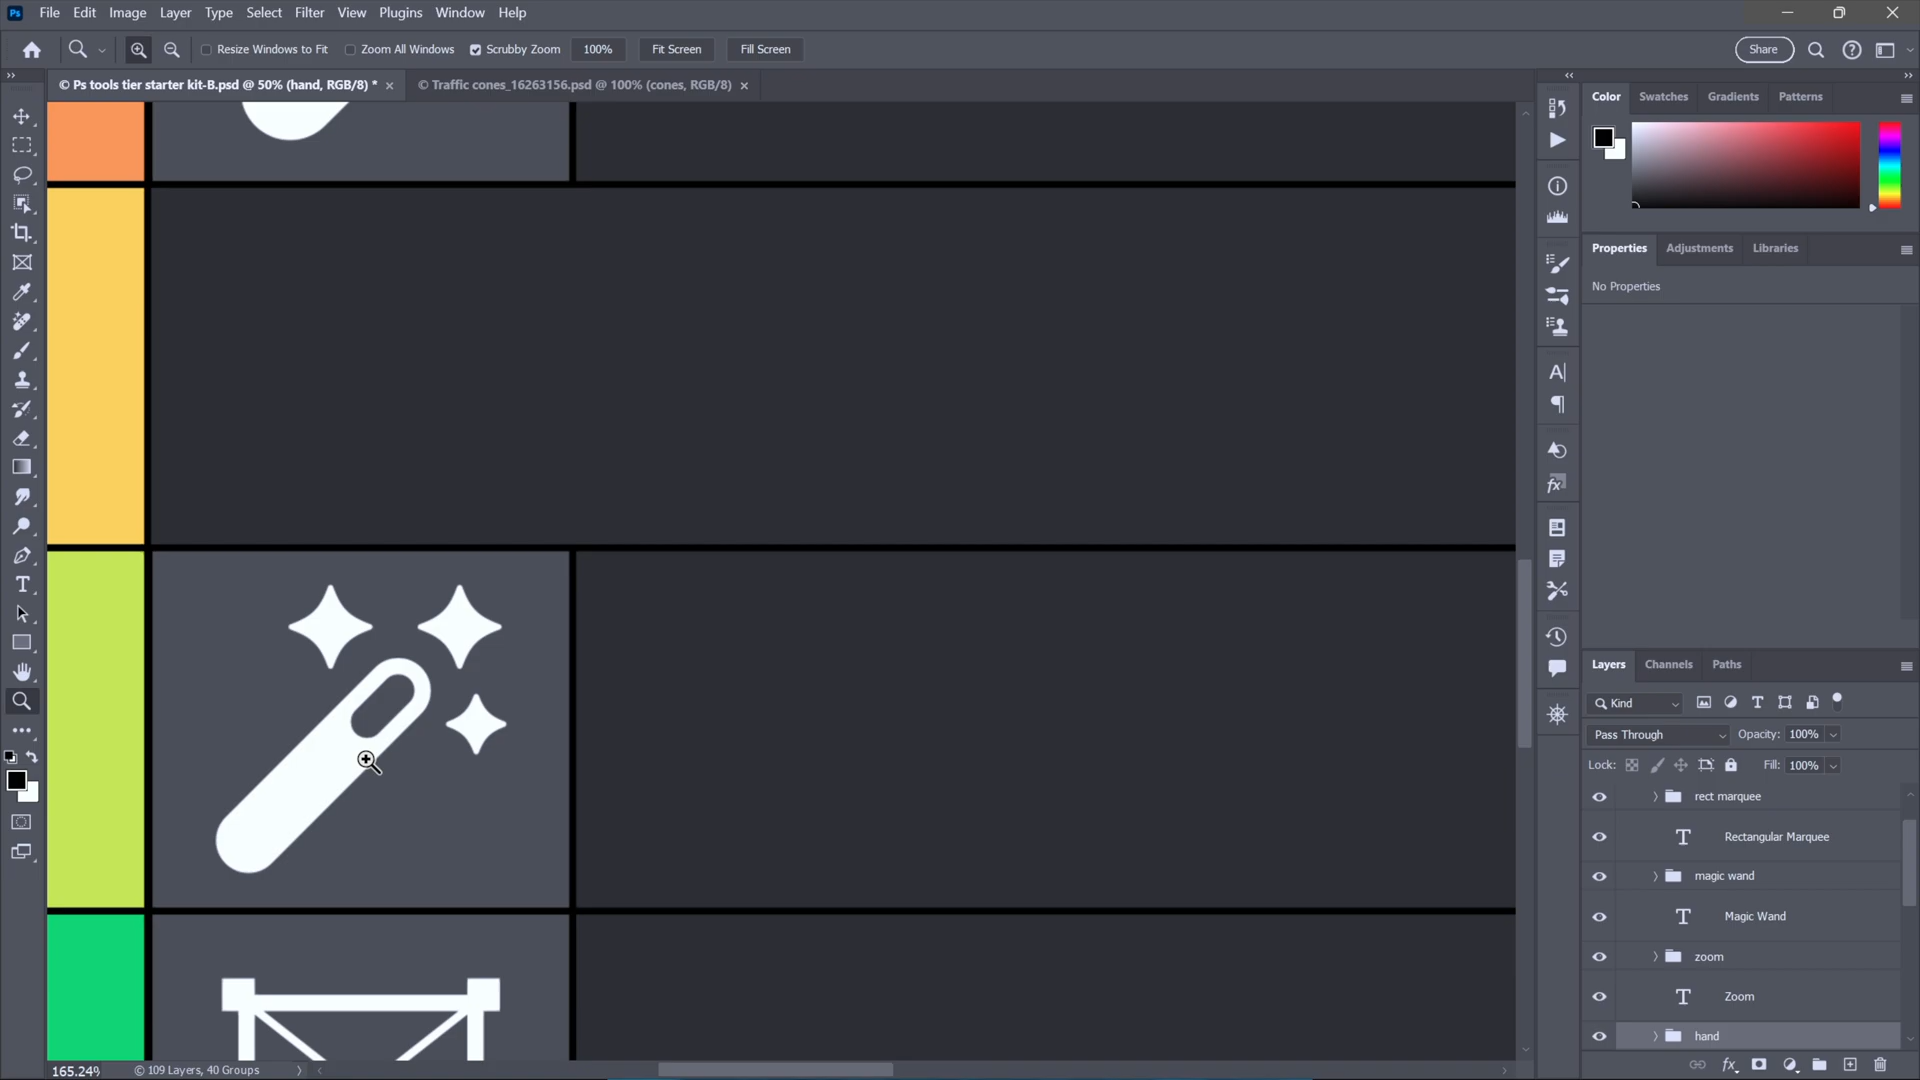 Ps File Edit Image Layer Type Select Filter View Plugins Window Help
Resize Windows to Fit Zoom All Windows Scrubby Zoom 100% Fit Screen Fill Screen Share
© Ps tools tier starter kit-B.psd @ 50% (hand, RGB/8) * × © Traffic cones_16263156.psd @ 100% (cones, RGB/8) ×
Color Swatches Gradients Patterns
Properties Adjustments Libraries
No Properties
Layers Channels Paths
Kind
Pass Through Opacity: 100%
Lock: Fill: 100%
rect marquee
T Rectangular Marquee
magic wand
T Magic Wand
zoom
T Zoom
hand
165.24% © 109 Layers, 40 Groups